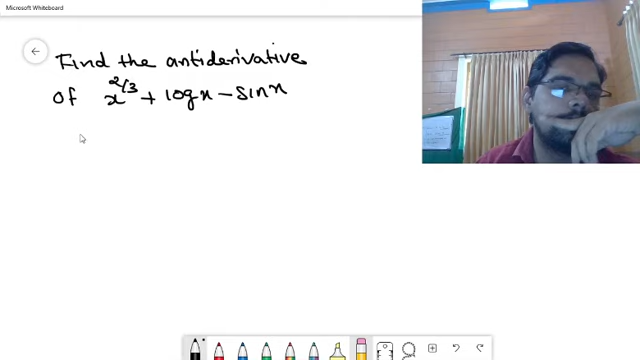 Microsoft Whiteboard
Find the antiderivative
of x^2/3 + log x - sin x